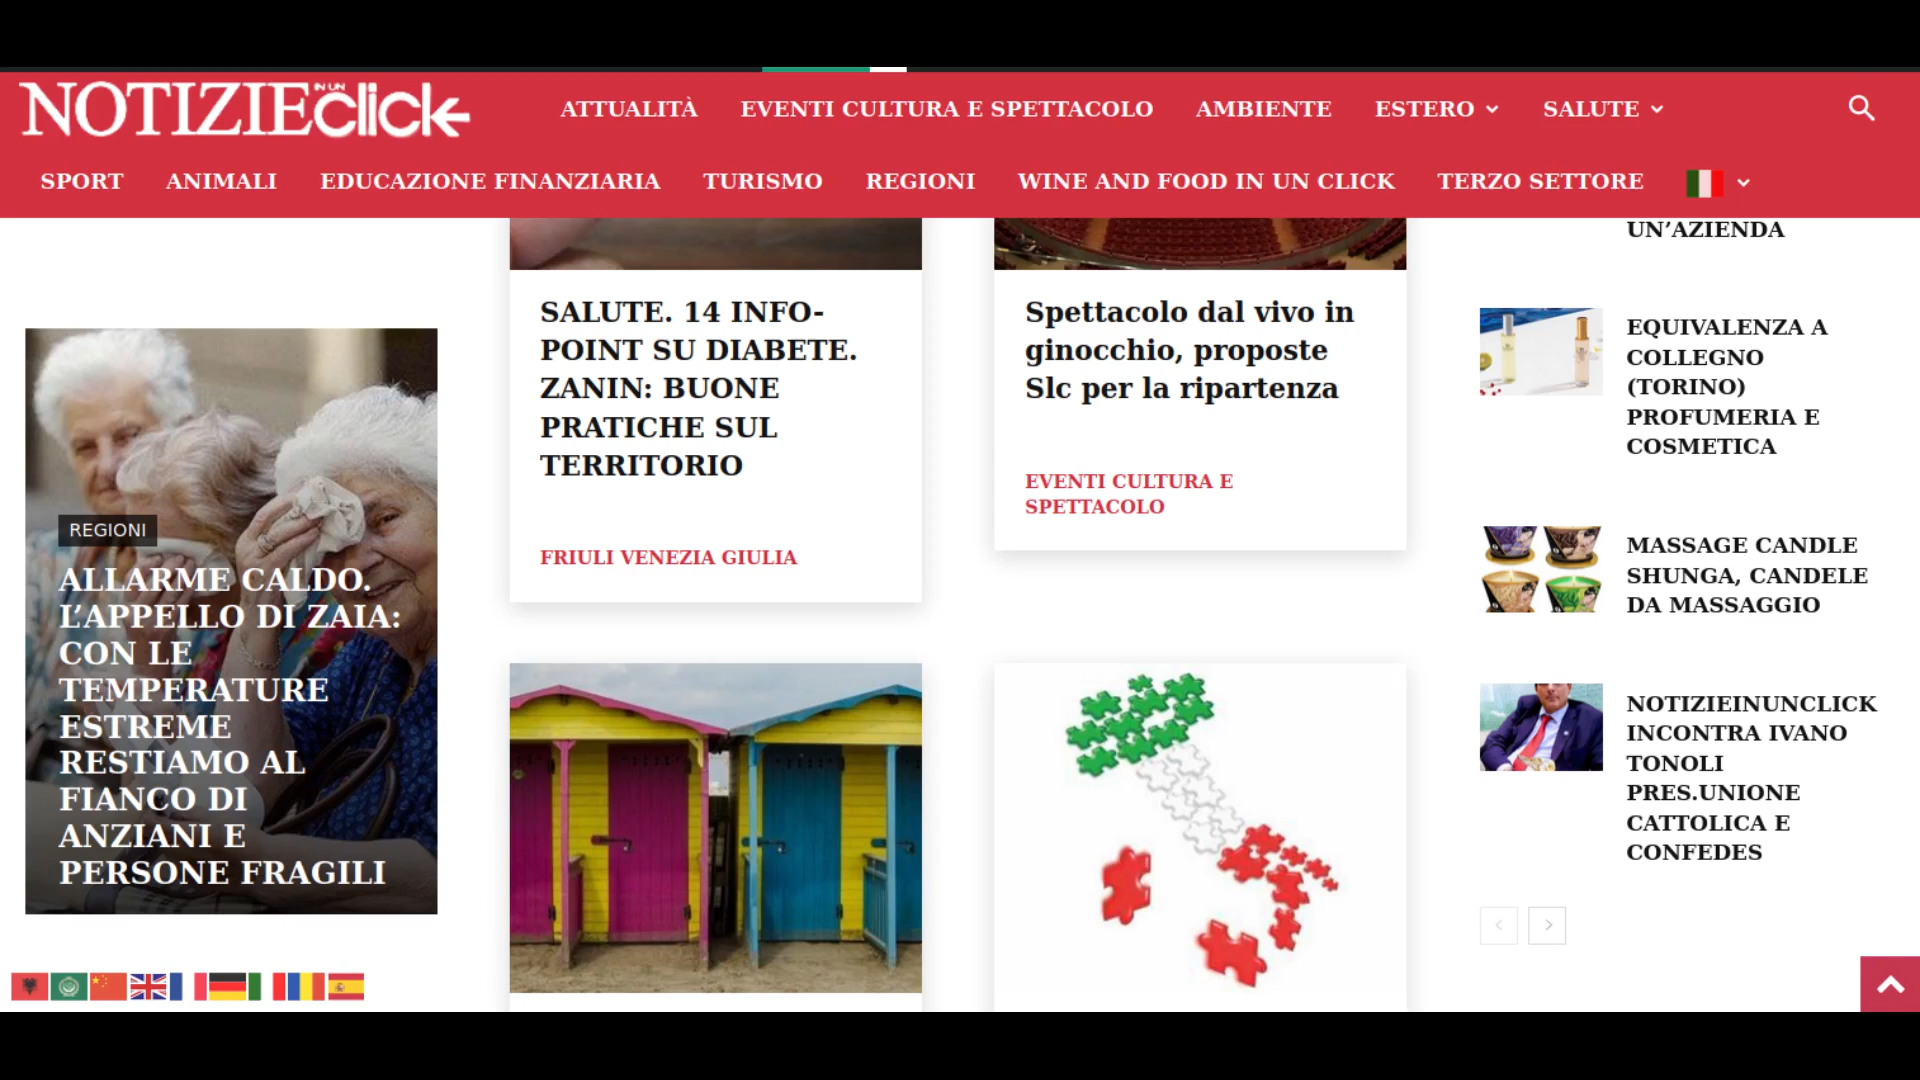 NOTIZIE IN UN click
ATTUALITÀ EVENTI CULTURA E SPETTACOLO AMBIENTE ESTERO SALUTE
SPORT ANIMALI EDUCAZIONE FINANZIARIA TURISMO REGIONI WINE AND FOOD IN UN CLICK TERZO SETTORE
REGIONI
ALLARME CALDO.
L’APPELLO DI ZAIA:
CON LE
TEMPERATURE
ESTREME
RESTIAMO AL
FIANCO DI
ANZIANI E
PERSONE FRAGILI
SALUTE. 14 INFO-
POINT SU DIABETE.
ZANIN: BUONE
PRATICHE SUL
TERRITORIO
FRIULI VENEZIA GIULIA
Spettacolo dal vivo in
ginocchio, proposte
Slc per la ripartenza
EVENTI CULTURA E
SPETTACOLO
UN’AZIENDA
EQUIVALENZA A
COLLEGNO
(TORINO)
PROFUMERIA E
COSMETICA
MASSAGE CANDLE
SHUNGA, CANDELE
DA MASSAGGIO
NOTIZIEINUNCLICK
INCONTRA IVANO
TONOLI
PRES.UNIONE
CATTOLICA E
CONFEDES